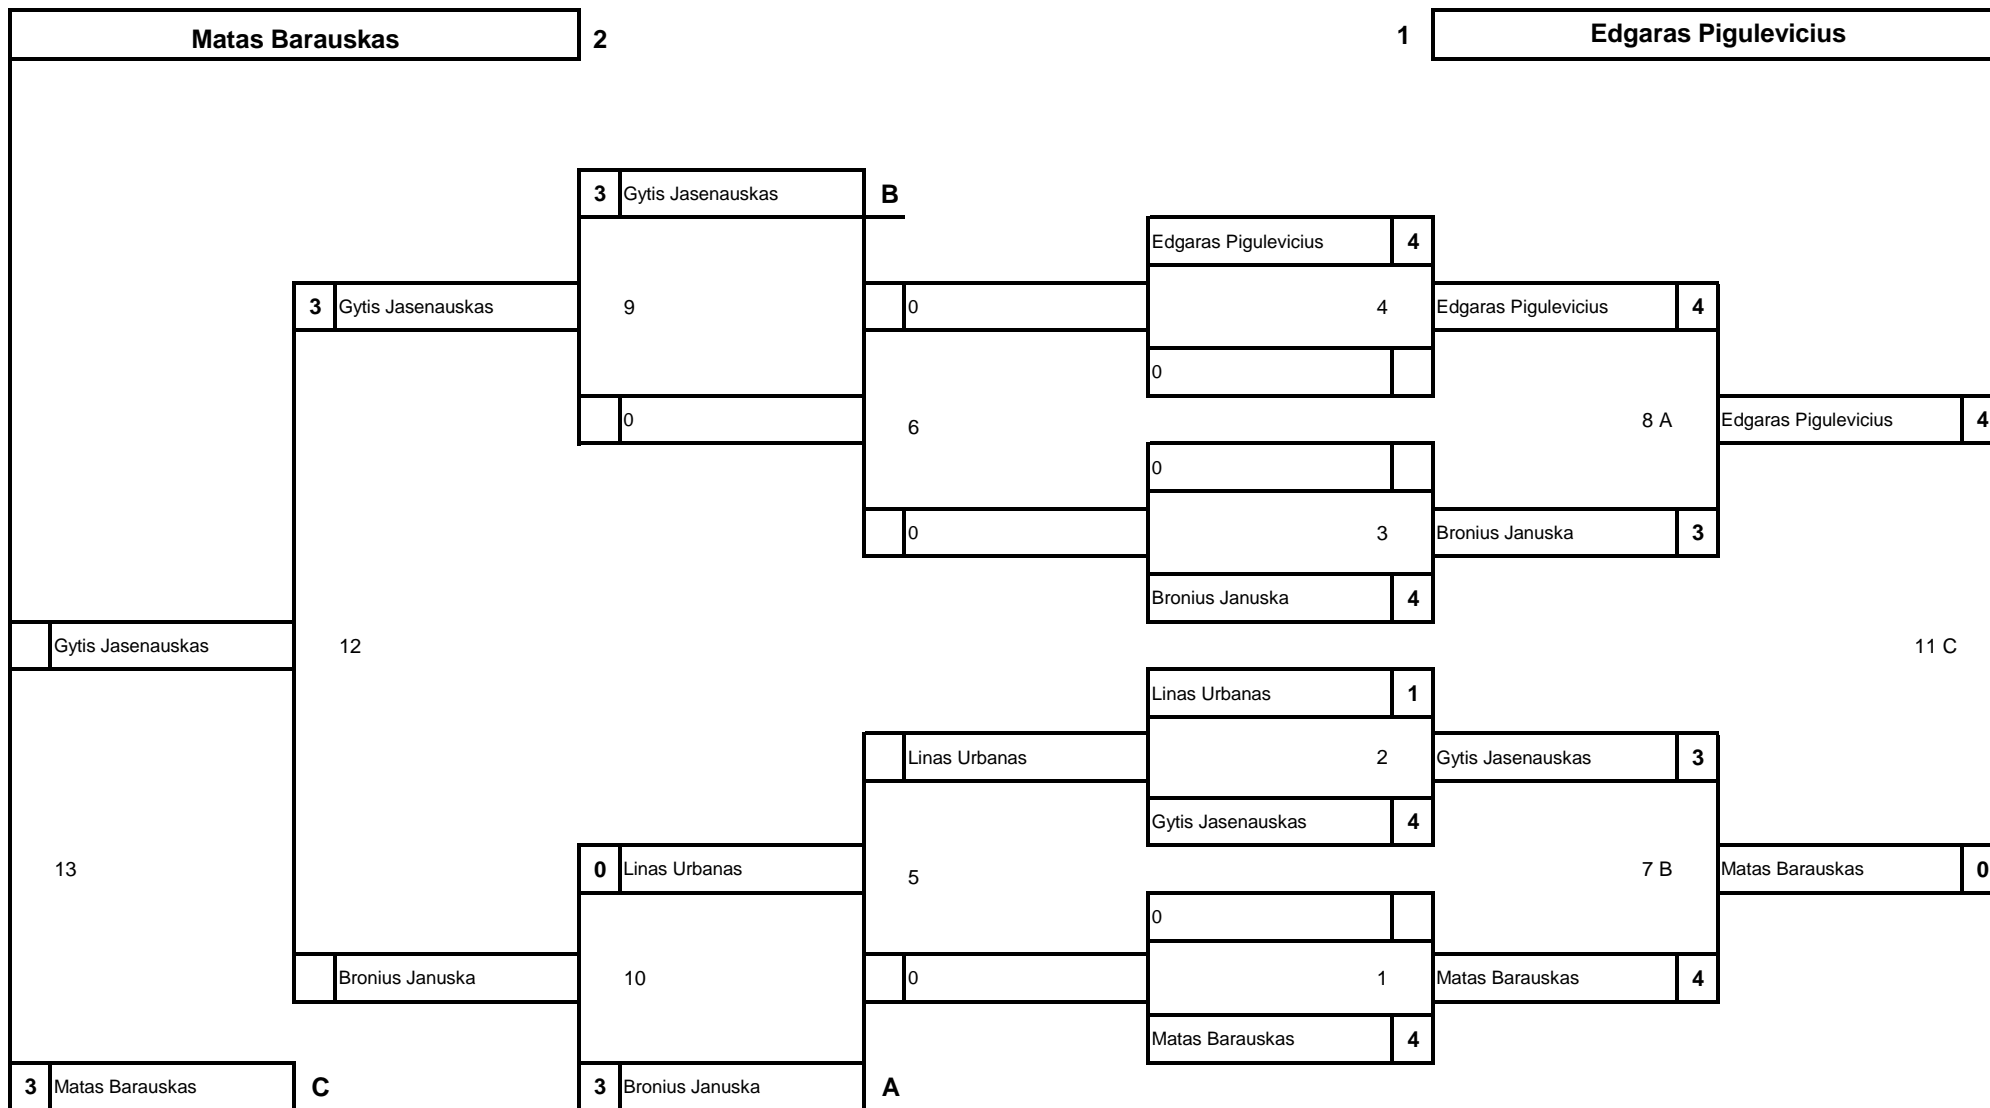 Matas Barauskas 2 1 Edgaras Pigulevicius
3 Gytis Jasenauskas B
Edgaras Pigulevicius 4
3 Gytis Jasenauskas 9 0 4 Edgaras Pigulevicius 4
0
0 6 8 A Edgaras Pigulevicius 4
0
0 3 Bronius Januska 3
Bronius Januska 4
Gytis Jasenauskas 12 11 C
Linas Urbanas 1
Linas Urbanas 2 Gytis Jasenauskas 3
Gytis Jasenauskas 4
13 0 Linas Urbanas 5 7 B Matas Barauskas 0
0
Bronius Januska 10 0 1 Matas Barauskas 4
Matas Barauskas 4
3 Matas Barauskas C 3 Bronius Januska A